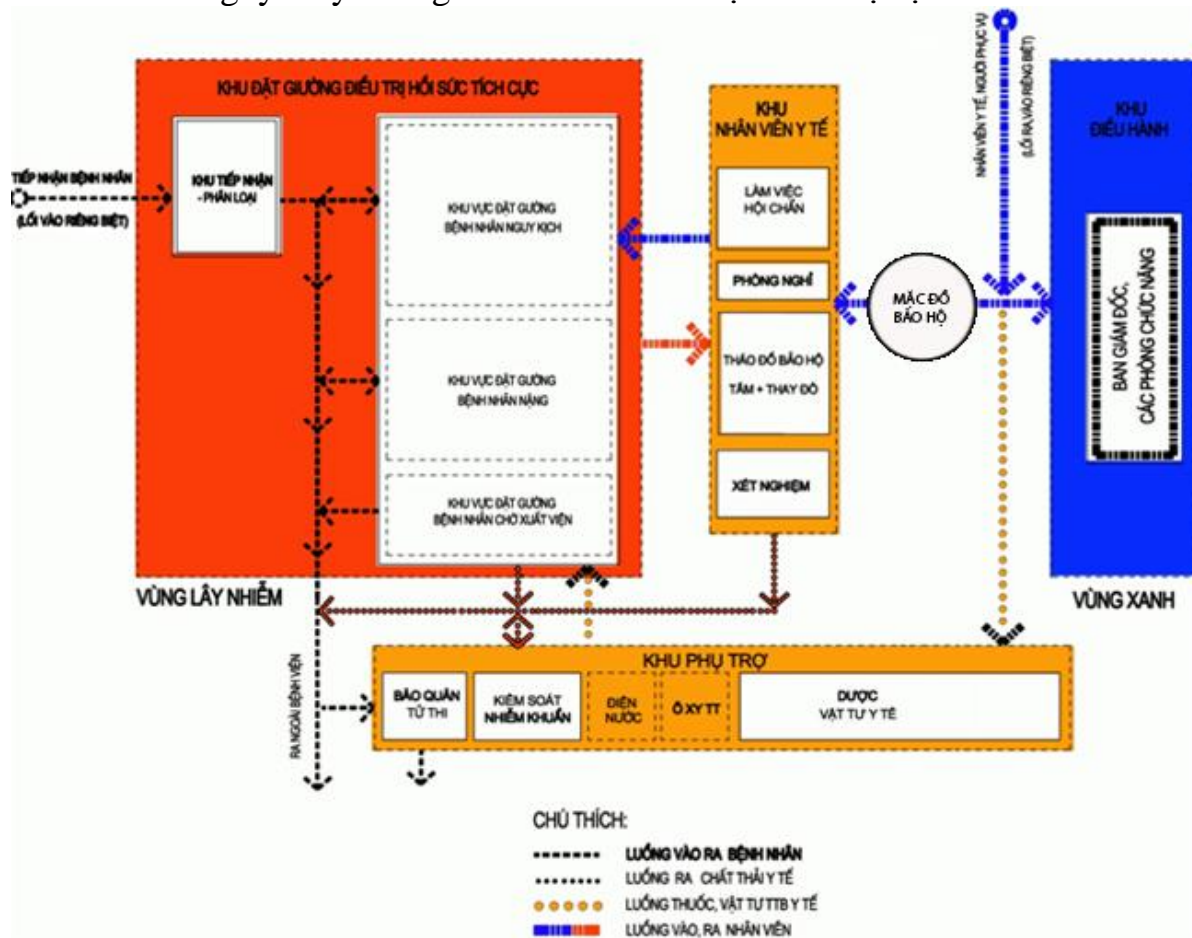 KHU ĐẶT GIƯỜNG ĐIỀU TRỊ HỒI SỨC TÍCH CỰC
TIẾP NHẬN BỆNH NHÂN
(LỐI VÀO RIÊNG BIỆT)
KHU TIẾP NHẬN
- PHÂN LOẠI
KHU VỰC ĐẶT GƯỜNG
BỆNH NHÂN NGUY KỊCH
KHU VỰC ĐẶT GƯỜNG
BỆNH NHÂN NẶNG
KHU VỰC ĐẶT GƯỜNG
BỆNH NHÂN CHỜ XUẤT VIỆN
VÙNG LÂY NHIỄM
KHU
NHÂN VIÊN Y TẾ
LÀM VIỆC
HỘI CHẨN
PHÒNG NGHỈ
THÁO ĐỒ BẢO HỘ
TẮM + THAY ĐỒ
XÉT NGHIỆM
MẶC ĐỒ
BẢO HỘ
NHÂN VIÊN Y TẾ, NGƯỜI PHỤC VỤ
(LỐI RA, VÀO RIÊNG BIỆT)
KHU
ĐIỀU HÀNH
BAN GIÁM ĐỐC,
CÁC PHÒNG CHỨC NĂNG
VÙNG XANH
RA NGOÀI BỆNH VIỆN
KHU PHỤ TRỢ
BẢO QUẢN
TỬ THI
KIỂM SOÁT
NHIỄM KHUẨN
ĐIỆN
NƯỚC
Ô XY TT
DƯỢC
VẬT TƯ Y TẾ
CHÚ THÍCH:
LUỒNG VÀO RA BỆNH NHÂN
LUỒNG RA CHẤT THẢI Y TẾ
LUỒNG THUỐC, VẬT TƯ TTB Y TẾ
LUỒNG VÀO, RA NHÂN VIÊN